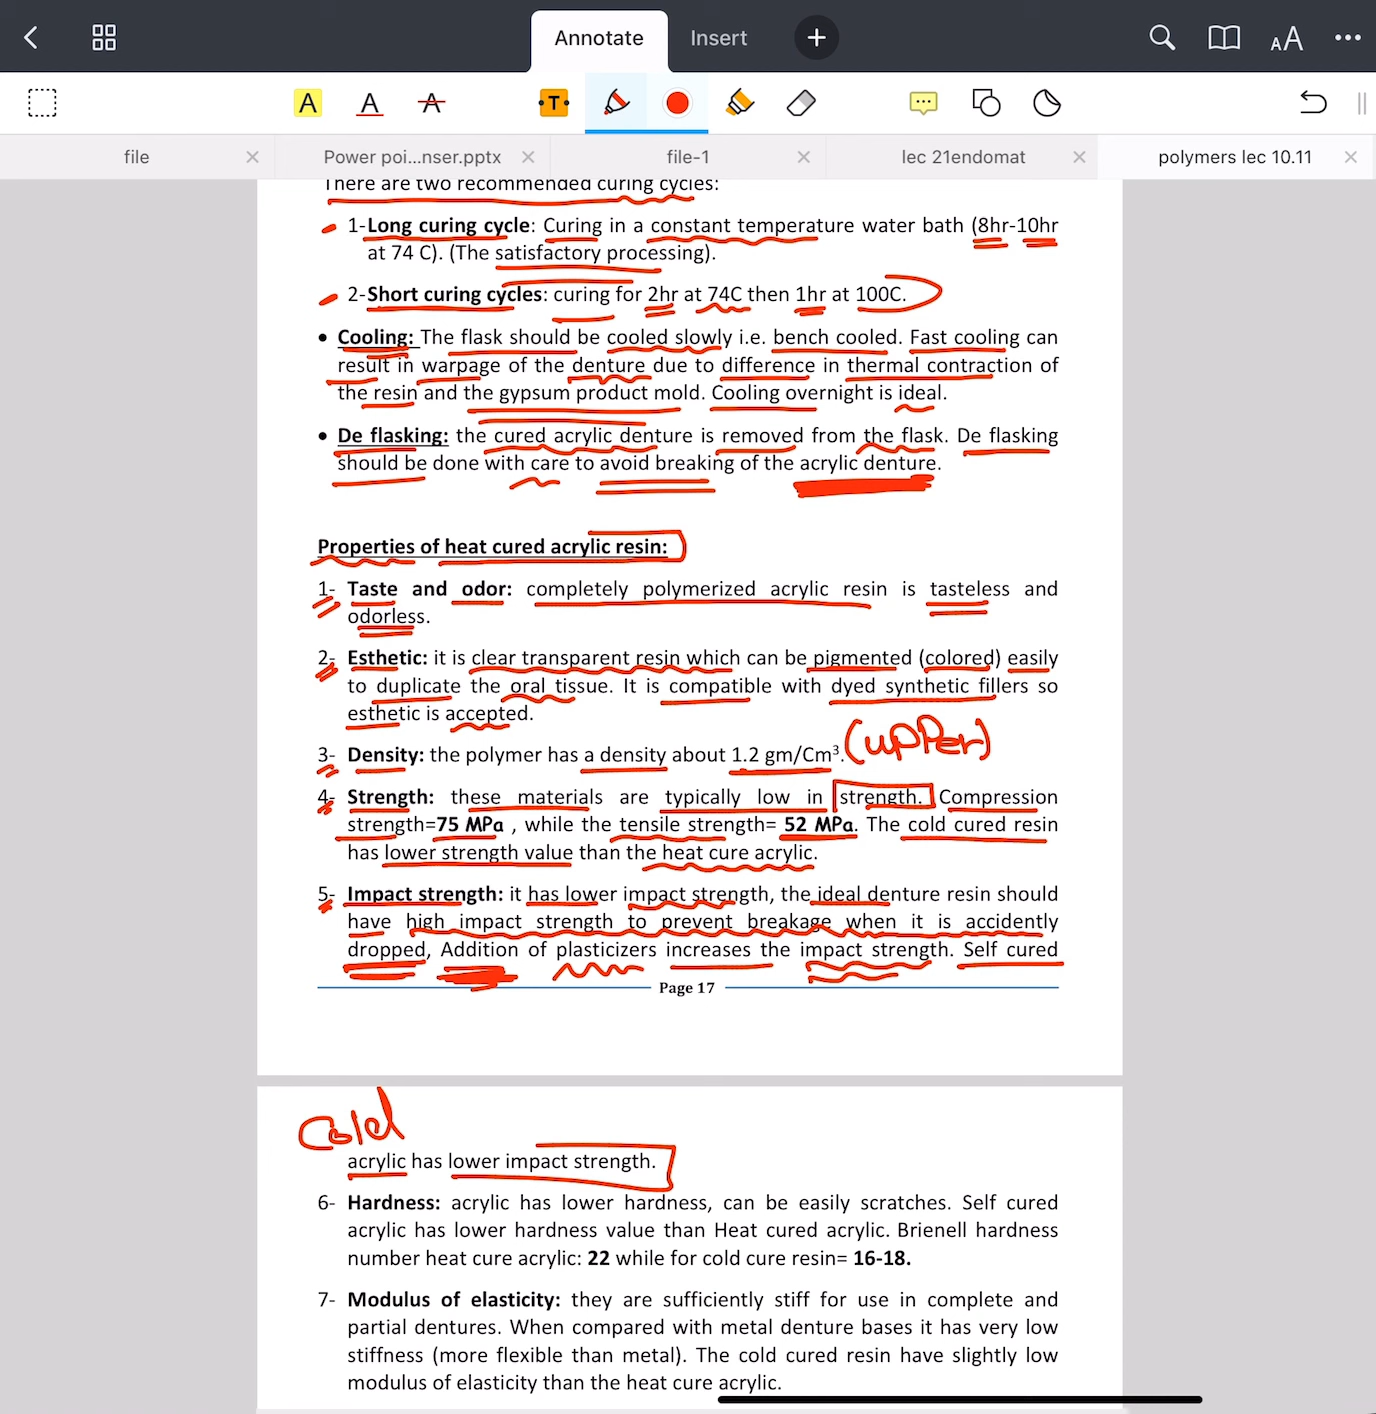 Annotate Insert
A A A T
file Power poi...nser.pptx file-1 lec 21endomat polymers lec 10.11
There are two recommended curing cycles:
1-Long curing cycle: Curing in a constant temperature water bath (8hr-10hr
at 74 C). (The satisfactory processing).
2-Short curing cycles: curing for 2hr at 74C then 1hr at 100C.
• Cooling: The flask should be cooled slowly i.e. bench cooled. Fast cooling can
result in warpage of the denture due to difference in thermal contraction of
the resin and the gypsum product mold. Cooling overnight is ideal.
• De flasking: the cured acrylic denture is removed from the flask. De flasking
should be done with care to avoid breaking of the acrylic denture.
Properties of heat cured acrylic resin:
1- Taste and odor: completely polymerized acrylic resin is tasteless and
odorless.
2- Esthetic: it is clear transparent resin which can be pigmented (colored) easily
to duplicate the oral tissue. It is compatible with dyed synthetic fillers so
esthetic is accepted.
3- Density: the polymer has a density about 1.2 gm/Cm³. (upper)
4- Strength: these materials are typically low in strength. Compression
strength=75 MPa , while the tensile strength= 52 MPa. The cold cured resin
has lower strength value than the heat cure acrylic.
5- Impact strength: it has lower impact strength, the ideal denture resin should
have high impact strength to prevent breakage when it is accidently
dropped, Addition of plasticizers increases the impact strength. Self cured
Page 17
Cold
acrylic has lower impact strength.
6- Hardness: acrylic has lower hardness, can be easily scratches. Self cured
acrylic has lower hardness value than Heat cured acrylic. Brienell hardness
number heat cure acrylic: 22 while for cold cure resin= 16-18.
7- Modulus of elasticity: they are sufficiently stiff for use in complete and
partial dentures. When compared with metal denture bases it has very low
stiffness (more flexible than metal). The cold cured resin have slightly low
modulus of elasticity than the heat cure acrylic.